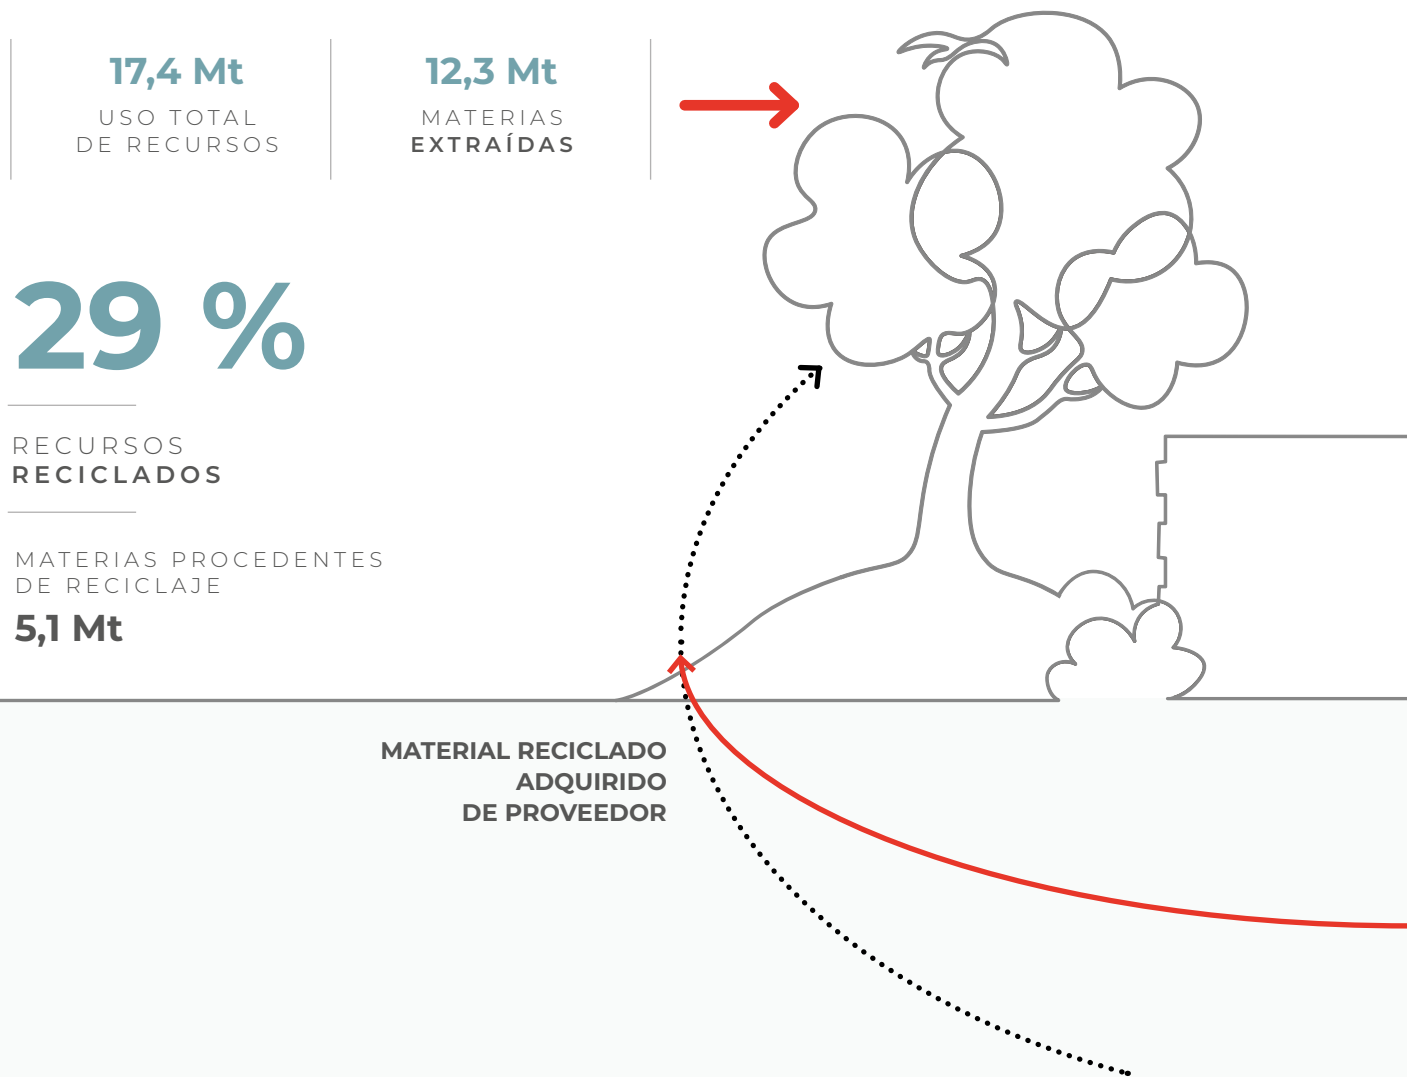 17,4 Mt
USO TOTAL
DE RECURSOS
12,3 Mt
MATERIAS
EXTRAÍDAS
29 %
RECURSOS
RECICLADOS
MATERIAS PROCEDENTES
DE RECICLAJE
5,1 Mt
MATERIAL RECICLADO
ADQUIRIDO
DE PROVEEDOR